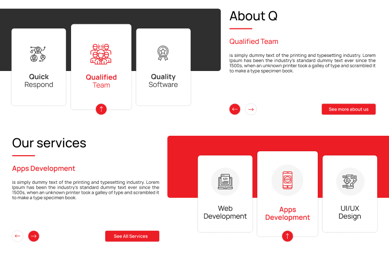 About Q
Qualified Team
is simply dummy text of the printing and typesetting industry. Lorem
Ipsum has been the industry's standard dummy text ever since the
1500s, when an unknown printer took a galley of type and scrambled it
to make a type specimen book.
See more about us
Quick
Respond
Qualified
Team
Quality
Software
Our services
Apps Development
is simply dummy text of the printing and typesetting industry. Lorem
Ipsum has been the industry's standard dummy text ever since the
1500s, when an unknown printer took a galley of type and scrambled it
to make a type specimen book.
See All Services
Web
Development
Apps
Development
UI/UX
Design